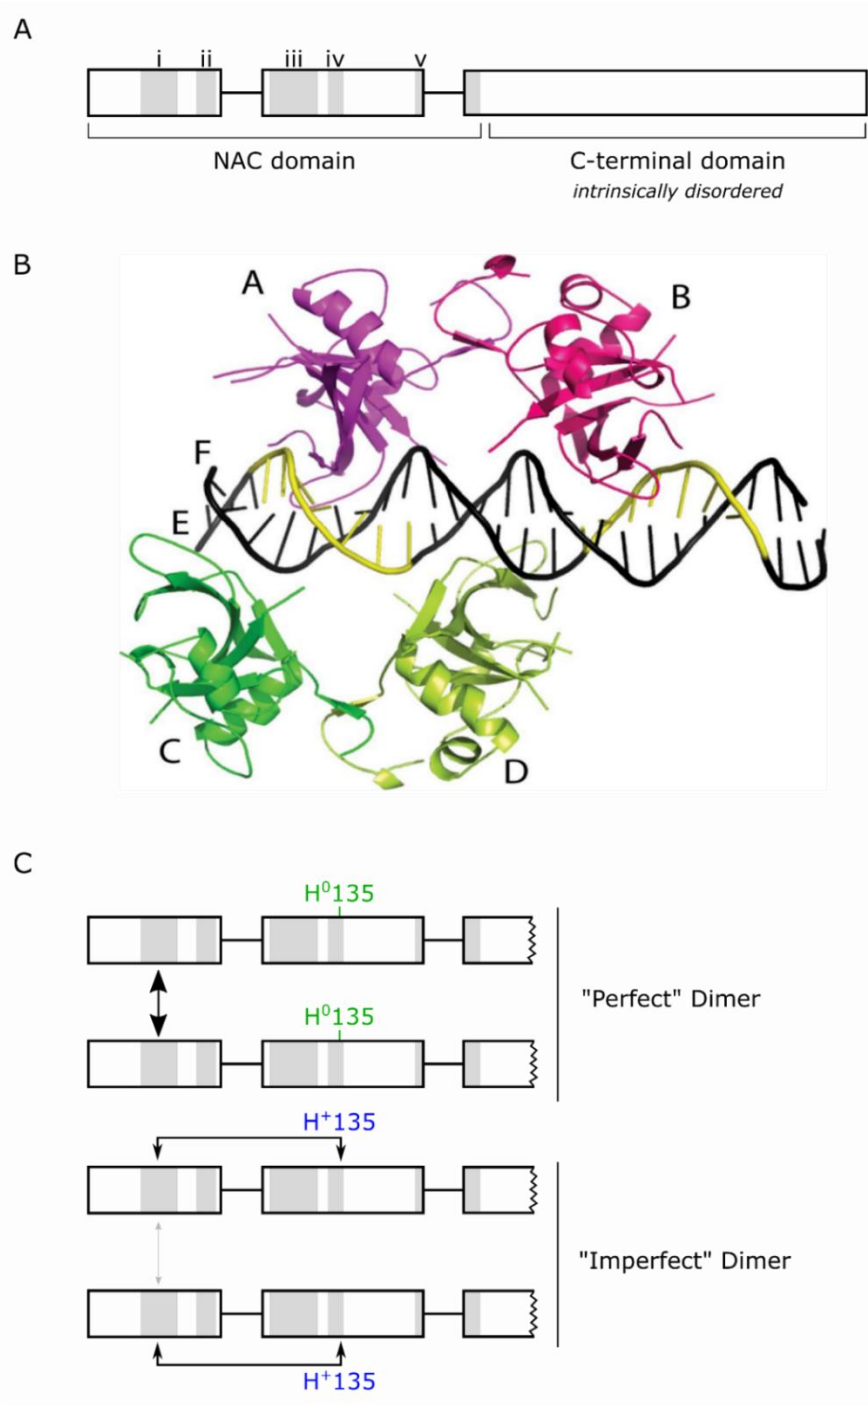 A
i ii iii iv v
NAC domain
C-terminal domain
intrinsically disordered
B
A
B
F
E
C
D
C
H⁰135
H⁰135
"Perfect" Dimer
H⁺135
"Imperfect" Dimer
H⁺135